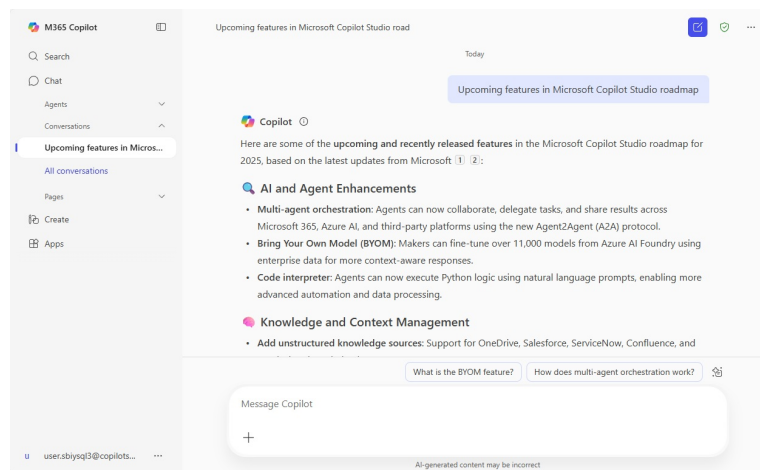 M365 Copilot
Search
Chat
Agents
Conversations
Upcoming features in Micros...
All conversations
Pages
Create
Apps
u user.sbiysql3@copilots... ...
Upcoming features in Microsoft Copilot Studio road
Today
Upcoming features in Microsoft Copilot Studio roadmap
Copilot
Here are some of the upcoming and recently released features in the Microsoft Copilot Studio roadmap for
2025, based on the latest updates from Microsoft 1 2 :
AI and Agent Enhancements
• Multi-agent orchestration: Agents can now collaborate, delegate tasks, and share results across
Microsoft 365, Azure AI, and third-party platforms using the new Agent2Agent (A2A) protocol.
• Bring Your Own Model (BYOM): Makers can fine-tune over 11,000 models from Azure AI Foundry using
enterprise data for more context-aware responses.
• Code interpreter: Agents can now execute Python logic using natural language prompts, enabling more
advanced automation and data processing.
Knowledge and Context Management
• Add unstructured knowledge sources: Support for OneDrive, Salesforce, ServiceNow, Confluence, and
What is the BYOM feature?
How does multi-agent orchestration work?
Message Copilot
AI-generated content may be incorrect